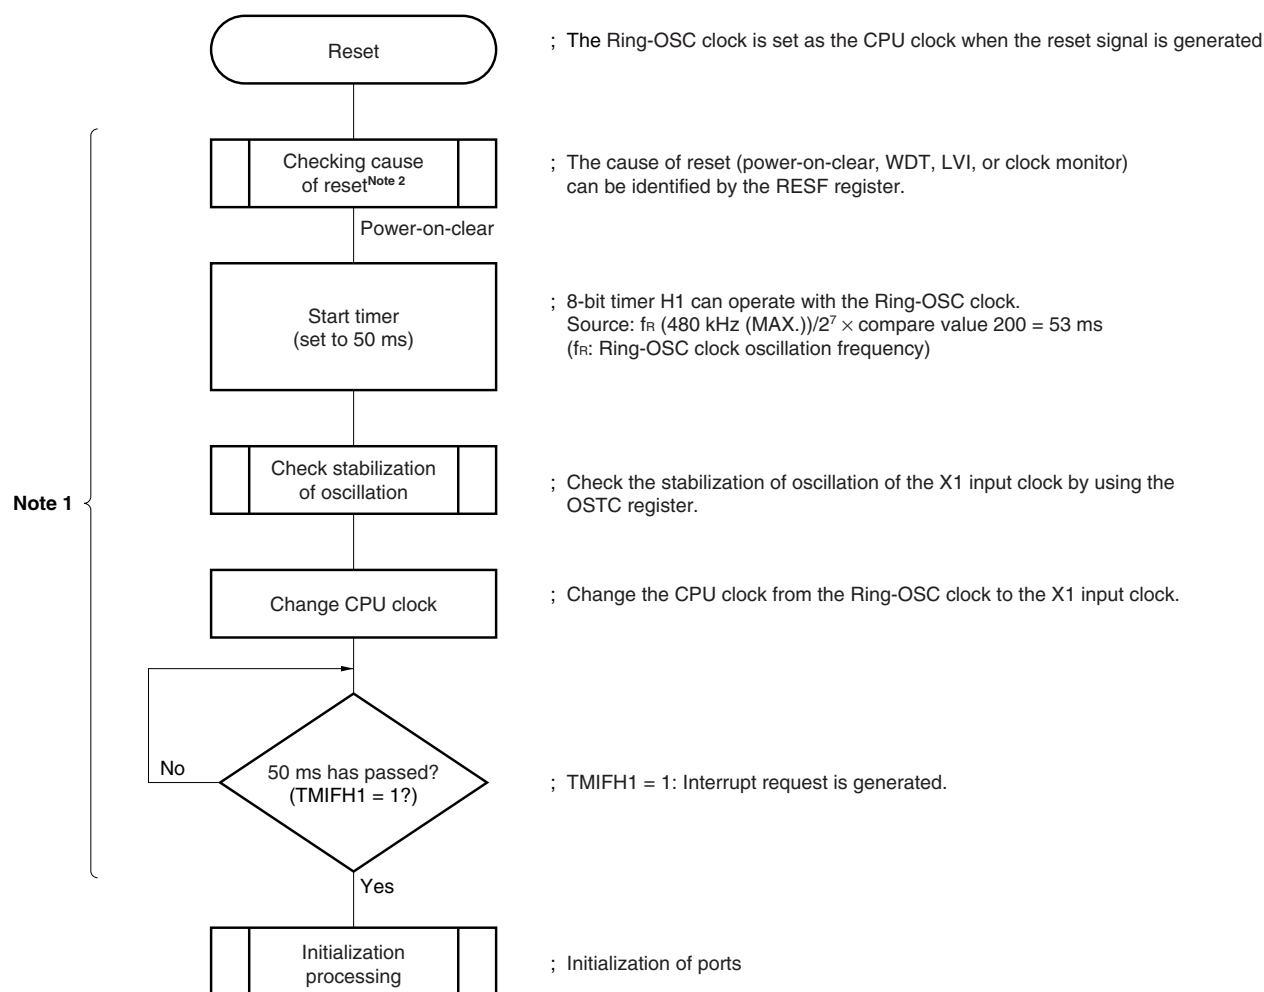 Reset
; The Ring-OSC clock is set as the CPU clock when the reset signal is generated
Checking cause
of reset Note 2
; The cause of reset (power-on-clear, WDT, LVI, or clock monitor)
can be identified by the RESF register.
Power-on-clear
Start timer
(set to 50 ms)
; 8-bit timer H1 can operate with the Ring-OSC clock.
Source: fR (480 kHz (MAX.))/2⁷ × compare value 200 = 53 ms
(fR: Ring-OSC clock oscillation frequency)
Note 1
Check stabilization
of oscillation
; Check the stabilization of oscillation of the X1 input clock by using the
OSTC register.
Change CPU clock
; Change the CPU clock from the Ring-OSC clock to the X1 input clock.
No
50 ms has passed?
(TMIFH1 = 1?)
; TMIFH1 = 1: Interrupt request is generated.
Yes
Initialization
processing
; Initialization of ports